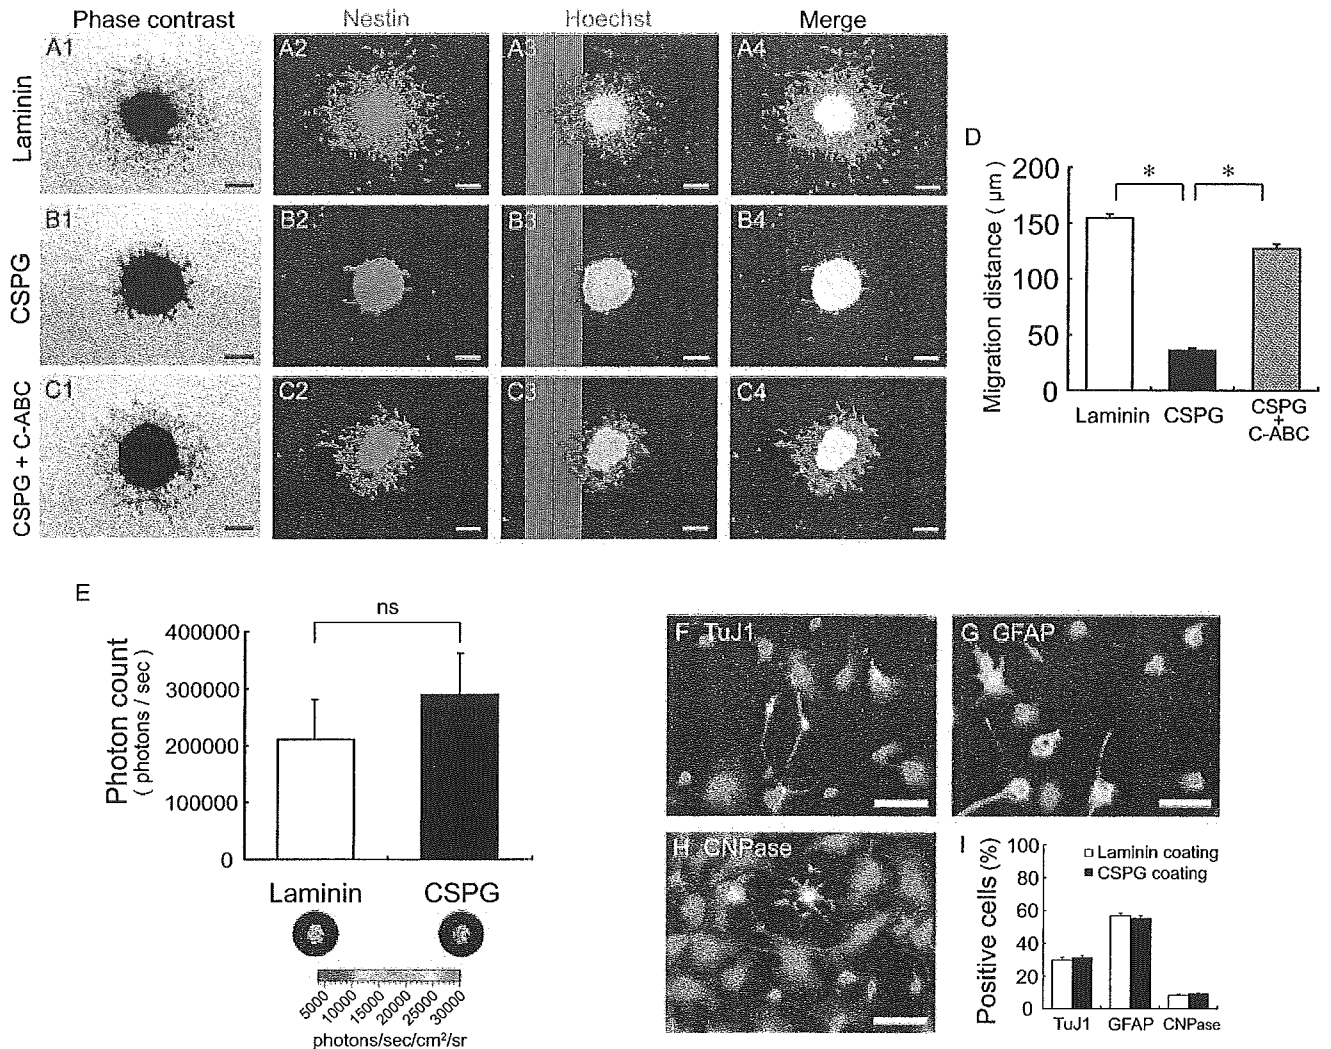 Phase contrast
Nestin
Hoechst
Merge
Laminin
A1
A2
A3
A4
CSPG
B1
B2
B3
B4
CSPG + C-ABC
C1
C2
C3
C4
D
Migration distance ( µm )
200
150
100
50
0
*
*
Laminin
CSPG
CSPG
+
C-ABC
E
Photon count
( photons / sec )
400000
300000
200000
100000
0
ns
Laminin
CSPG
5000
10000
15000
20000
25000
30000
photons/sec/cm²/sr
F TuJ1
G GFAP
H CNPase
I
Positive cells (%)
100
80
60
40
20
0
Laminin coating
CSPG coating
TuJ1
GFAP
CNPase